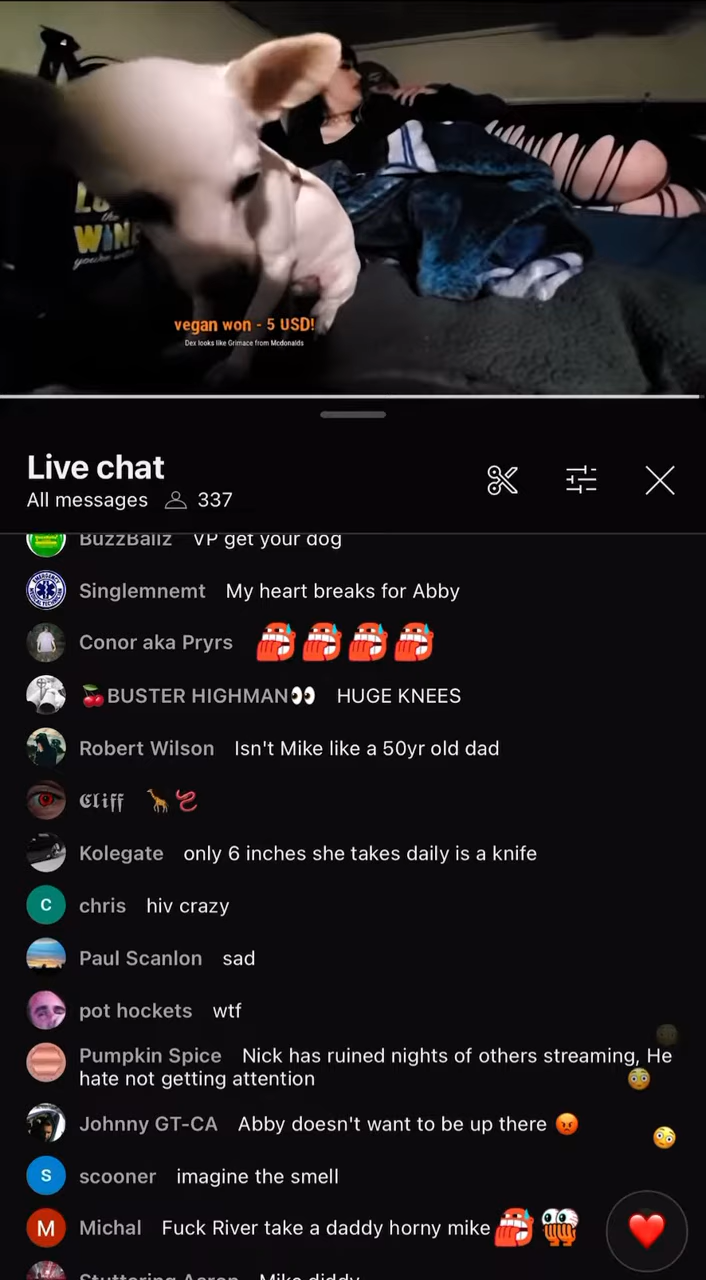 WINE
vegan won - 5 USD!
Dex looks like Grimace from Mcdonalds
Live chat
All messages 337
BuzzBallz VP get your dog
Singlemnemt My heart breaks for Abby
Conor aka Pryrs
🍒BUSTER HIGHMAN👀 HUGE KNEES
Robert Wilson Isn't Mike like a 50yr old dad
𝕮𝖑𝖎𝖋𝖋 🦒🪱
Kolegate only 6 inches she takes daily is a knife
C chris hiv crazy
Paul Scanlon sad
pot hockets wtf
Pumpkin Spice Nick has ruined nights of others streaming, He
hate not getting attention
Johnny GT-CA Abby doesn't want to be up there 😡
S scooner imagine the smell
M Michal Fuck River take a daddy horny mike
Stuttering Aaron Mike diddy